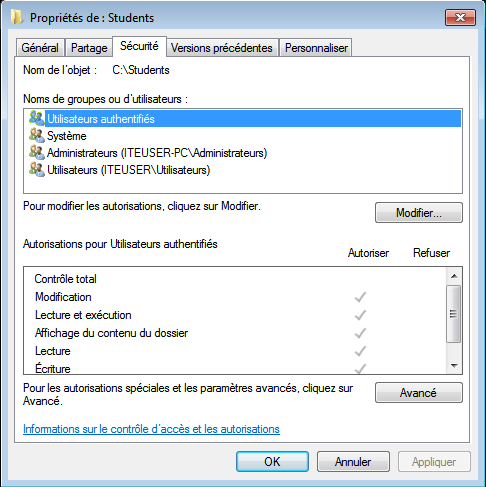 Propriétés de : Students
Général Partage Sécurité Versions précédentes Personnaliser
Nom de l'objet : C:\Students
Noms de groupes ou d'utilisateurs :
Utilisateurs authentifiés
Système
Administrateurs (ITEUSER-PC\Administrateurs)
Utilisateurs (ITEUSER\Utilisateurs)
Pour modifier les autorisations, cliquez sur Modifier.
Modifier...
Autorisations pour Utilisateurs authentifiés
Autoriser Refuser
Contrôle total
Modification
Lecture et exécution
Affichage du contenu du dossier
Lecture
Écriture
Pour les autorisations spéciales et les paramètres avancés, cliquez sur
Avancé.
Avancé
Informations sur le contrôle d'accès et les autorisations
OK Annuler Appliquer